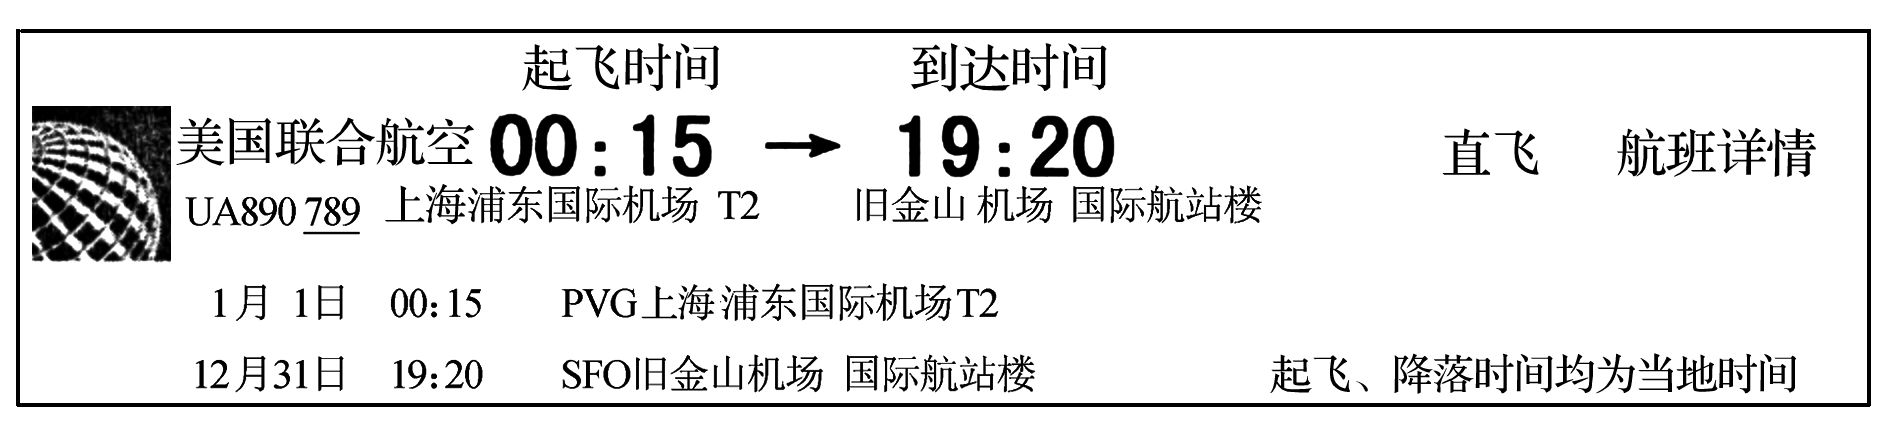 起飞时间 到达时间
美国联合航空 00:15 → 19:20 直飞 航班详情
UA890 789 上海浦东国际机场 T2 旧金山 机场 国际航站楼
1月 1日 00:15 PVG上海浦东国际机场T2
12月31日 19:20 SFO旧金山机场 国际航站楼 起飞、降落时间均为当地时间